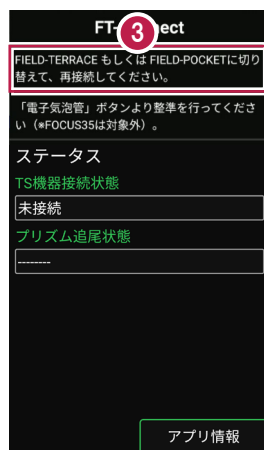 FT-
ect
3
FIELD-TERRACE もしくは FIELD-POCKETに切り
替えて、再接続してください。
「電子気泡管」ボタンより整準を行ってくださ
い（※FOCUS35は対象外）。
ステータス
TS機器接続状態
未接続
プリズム追尾状態
--------
アプリ情報